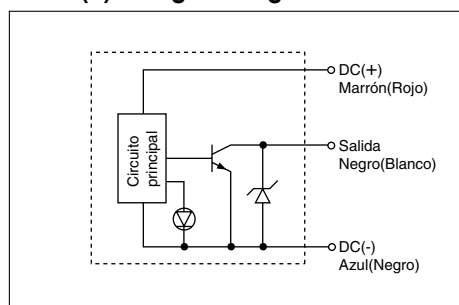 DC(+)
Marrón(Rojo)
Circuito
principal
Salida
Negro(Blanco)
DC(-)
Azul(Negro)